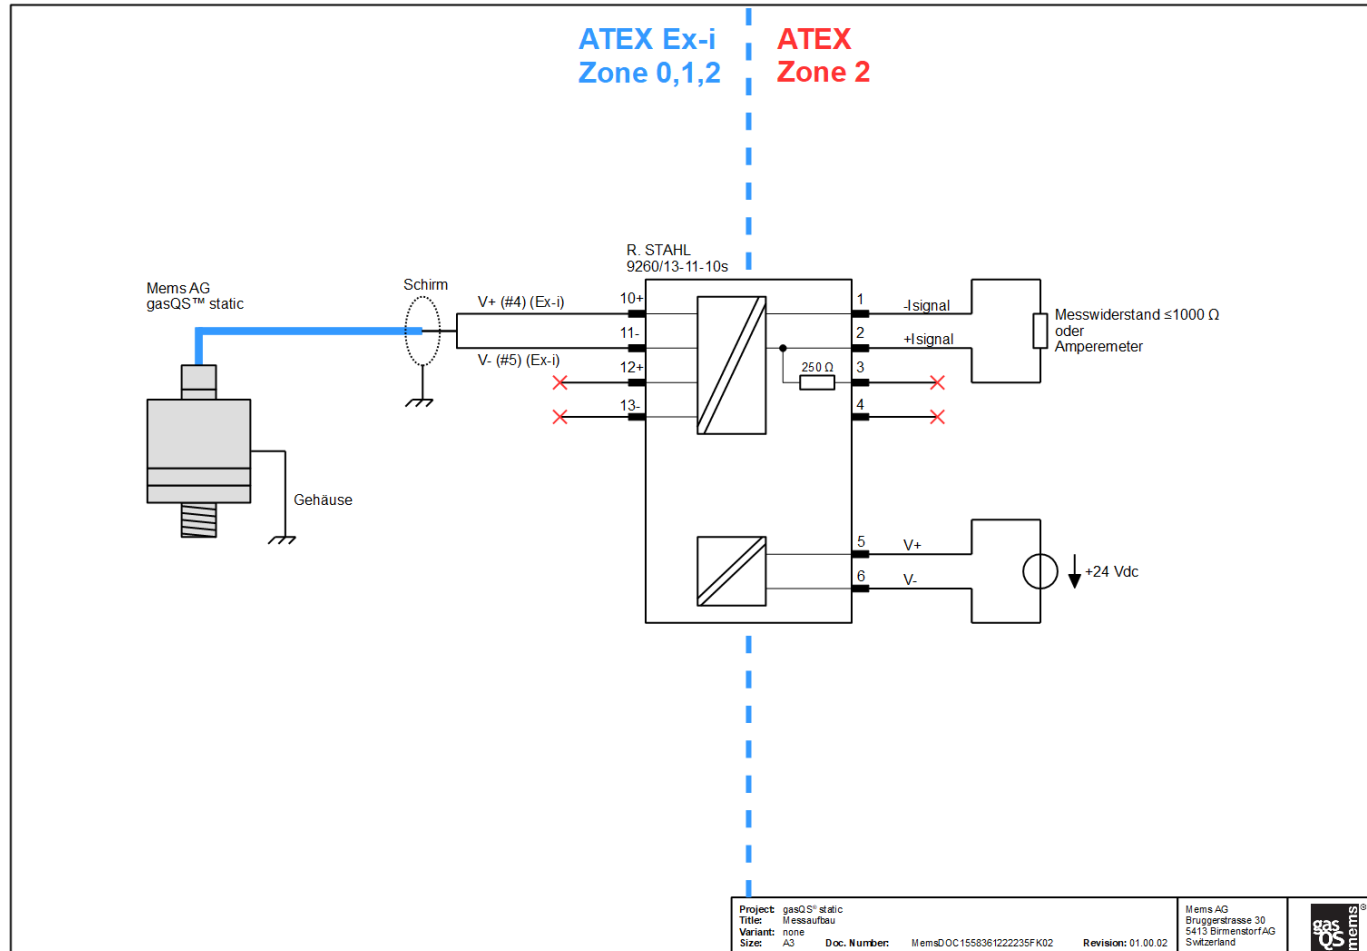 ATEX Ex-i
Zone 0,1,2
ATEX
Zone 2
R. STAHL
9260/13-11-10s
Mems AG
gasQS™ static
Schirm
V+ (#4) (Ex-i)
V- (#5) (Ex-i)
10+
11-
12+
13-
1
2
3
4
250 Ω
-Isignal
+Isignal
Messwiderstand ≤1000 Ω
oder
Amperemeter
Gehäuse
5
6
V+
V-
+24 Vdc
Project: gasQS® static
Title: Messaufbau
Variant: none
Size: A3 Doc. Number: MemsDOC1558361222235FK02 Revision: 01.00.02
Mems AG
Bruggerstrasse 30
5413 Birmenstorf AG
Switzerland
gas
QS
mems
®